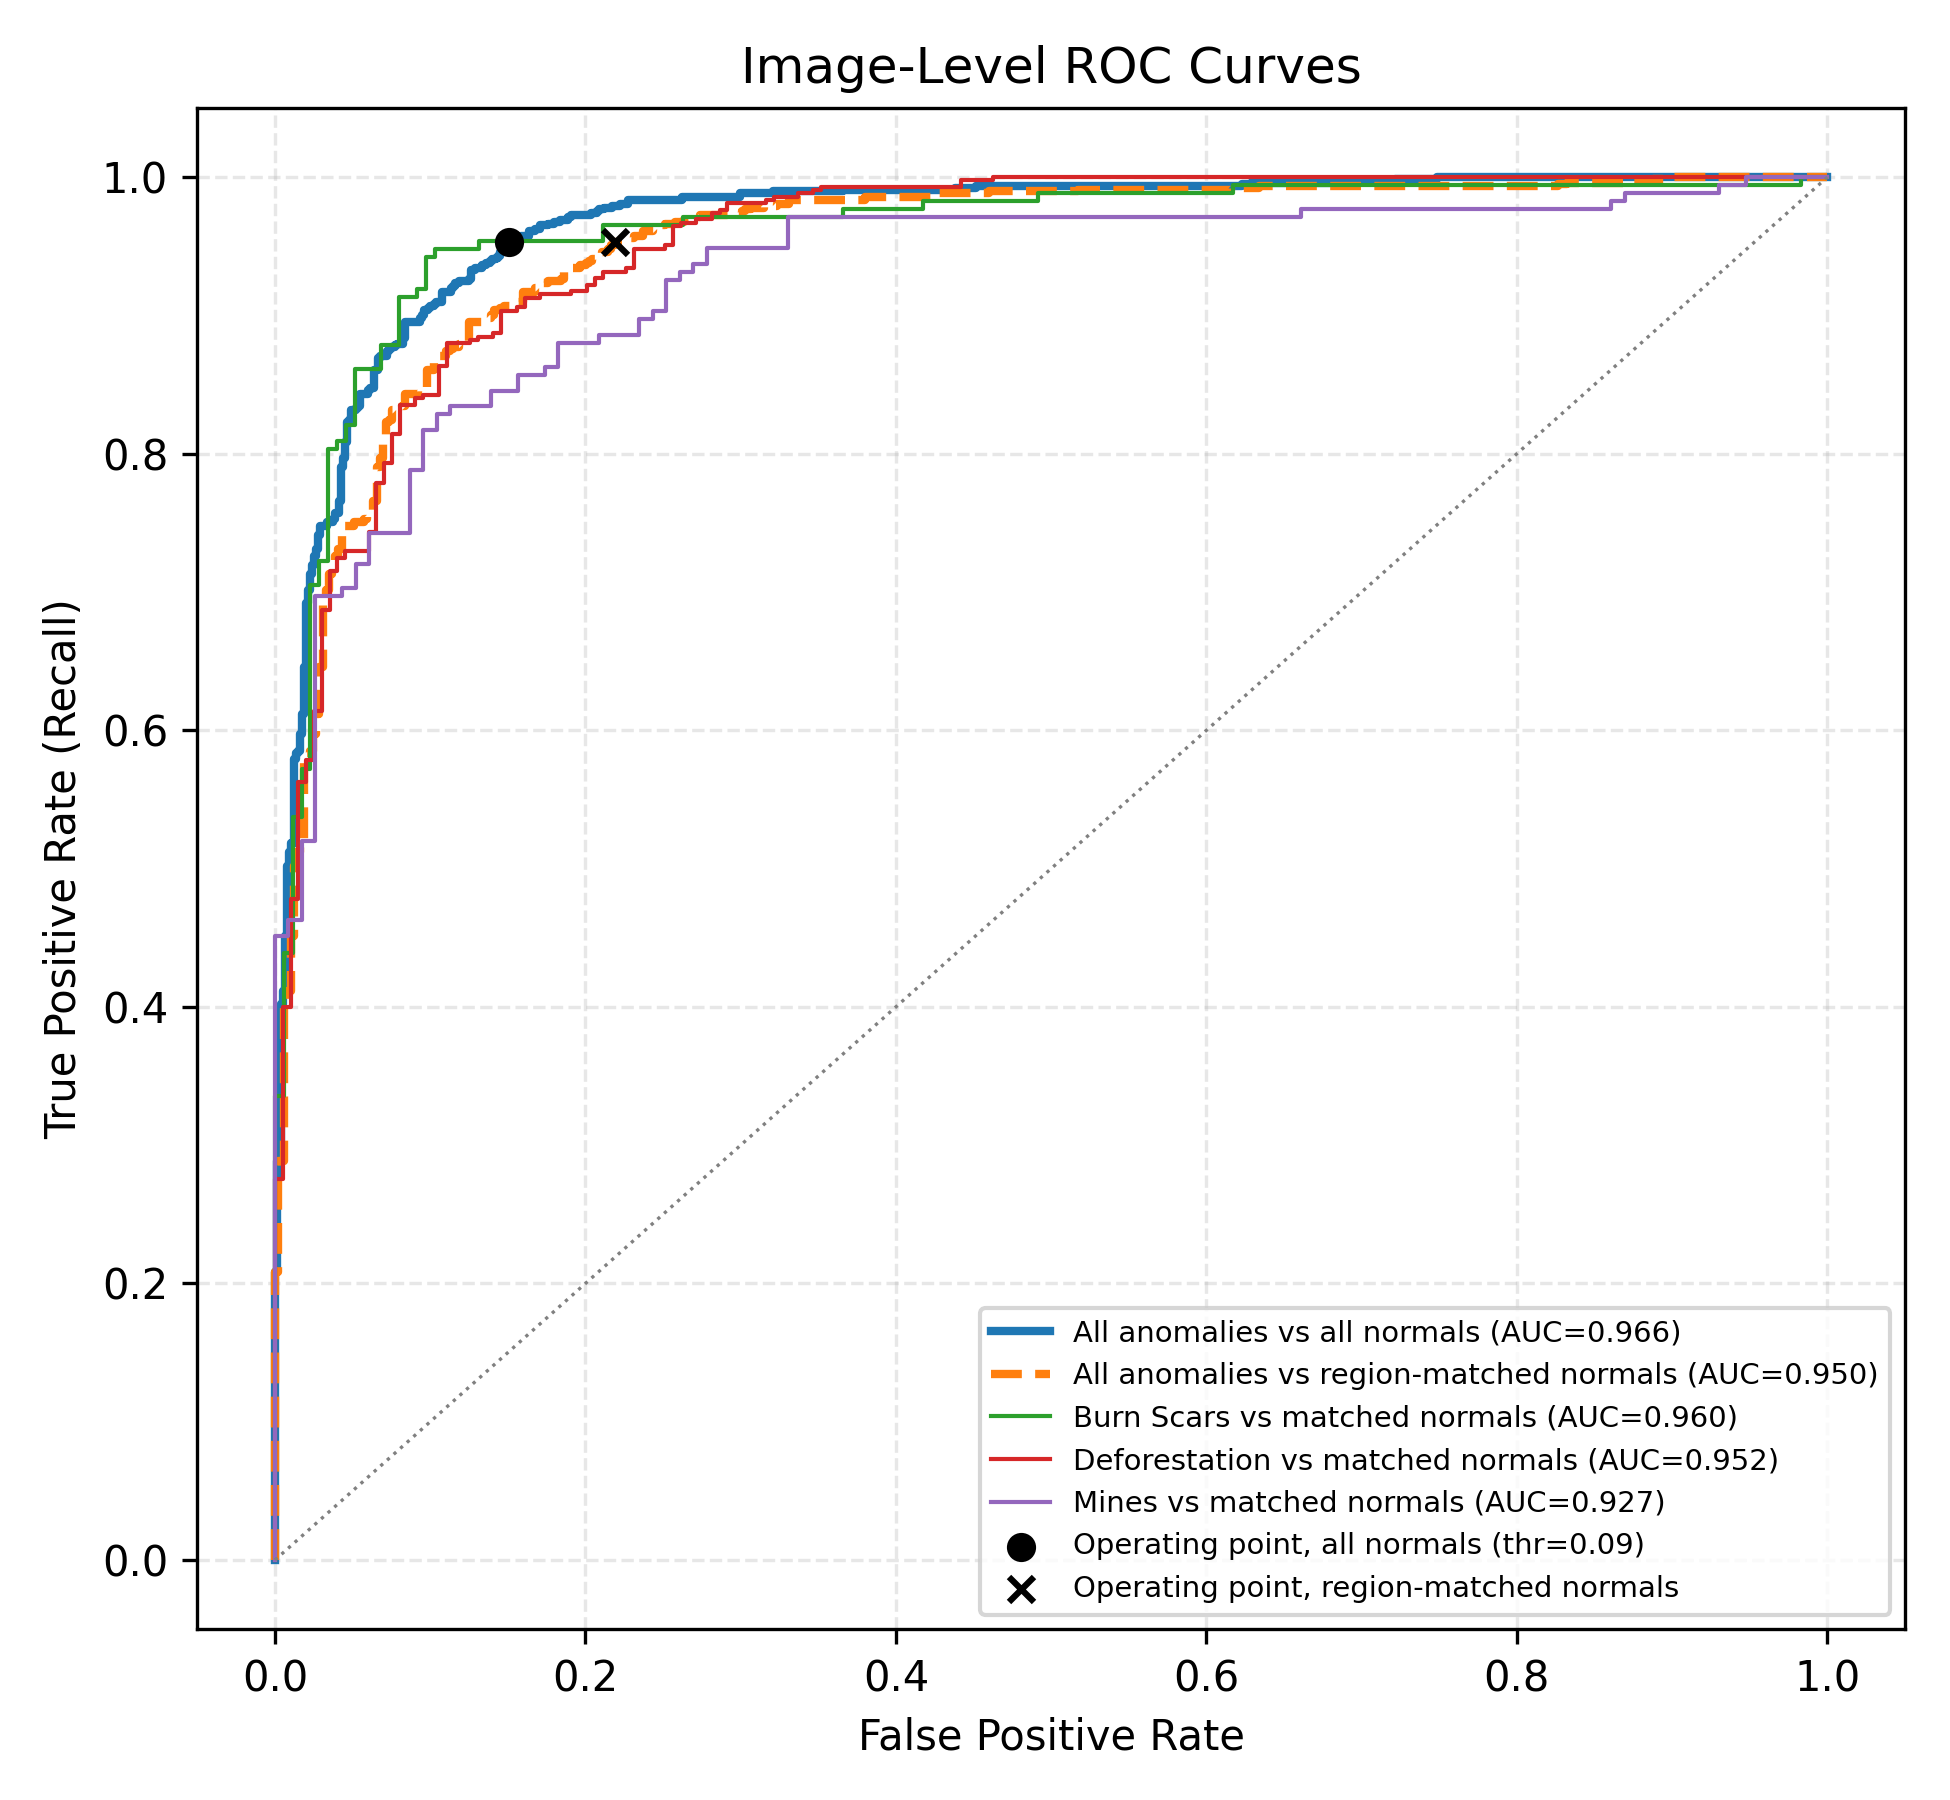 Image-Level ROC Curves
True Positive Rate (Recall)
1.0
0.8
0.6
0.4
0.2
0.0
0.0 0.2 0.4 0.6 0.8 1.0
False Positive Rate
All anomalies vs all normals (AUC=0.966)
All anomalies vs region-matched normals (AUC=0.950)
Burn Scars vs matched normals (AUC=0.960)
Deforestation vs matched normals (AUC=0.952)
Mines vs matched normals (AUC=0.927)
Operating point, all normals (thr=0.09)
Operating point, region-matched normals